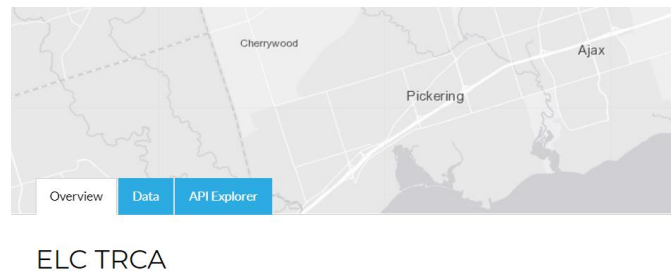 Cherrywood
Ajax
Pickering
Overview Data API Explorer
ELC TRCA